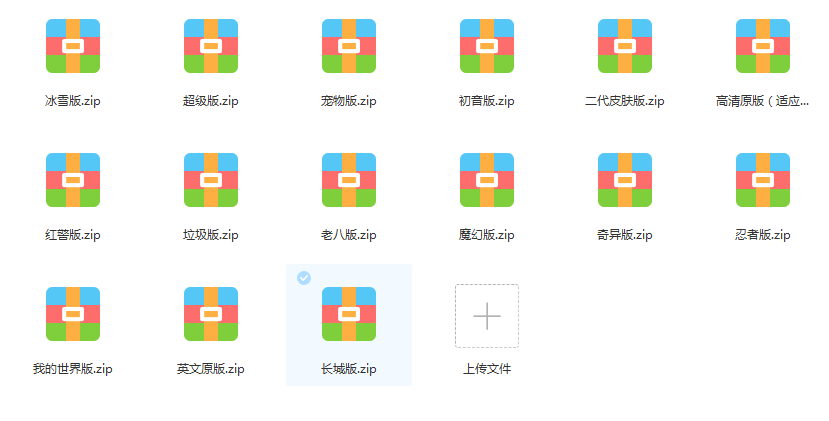 冰雪版.zip
超级版.zip
宠物版.zip
初音版.zip
二代皮肤版.zip
高清原版（适应...
红警版.zip
垃圾版.zip
老八版.zip
魔幻版.zip
奇异版.zip
忍者版.zip
我的世界版.zip
英文原版.zip
长城版.zip
上传文件